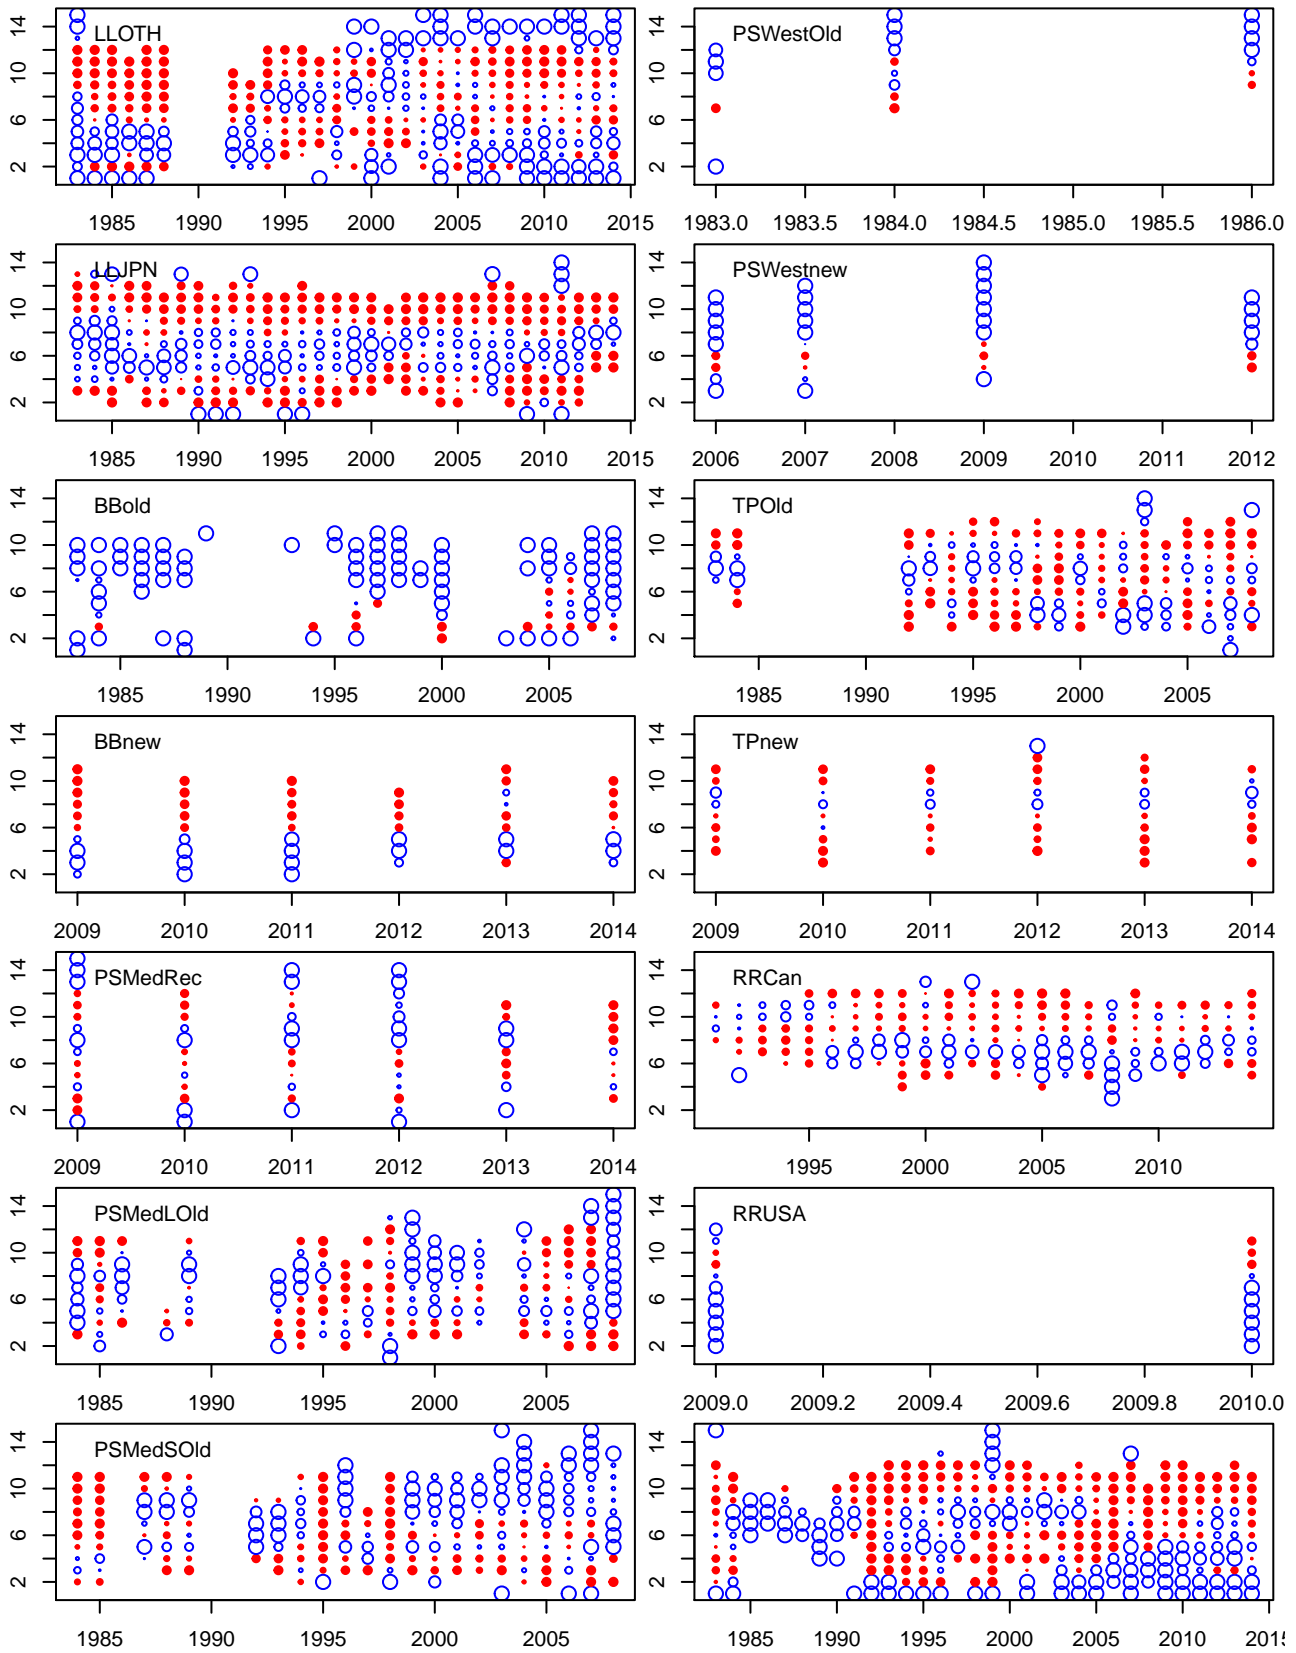 LLOTH
2 6 10 14
1985 1990 1995 2000 2005 2010 2015
PSWestOld
2 6 10 14
1983.0 1983.5 1984.0 1984.5 1985.0 1985.5 1986.0
LLJPN
2 6 10 14
1985 1990 1995 2000 2005 2010 2015
PSWestnew
2 6 10 14
2006 2007 2008 2009 2010 2011 2012
BBold
2 6 10 14
1985 1990 1995 2000 2005
TPOld
2 6 10 14
1985 1990 1995 2000 2005
BBnew
2 6 10 14
2009 2010 2011 2012 2013 2014
TPnew
2 6 10 14
2009 2010 2011 2012 2013 2014
PSMedRec
2 6 10 14
2009 2010 2011 2012 2013 2014
RRCan
2 6 10 14
1995 2000 2005 2010
PSMedLOld
2 6 10 14
1985 1990 1995 2000 2005
RRUSA
2 6 10 14
2009.0 2009.2 2009.4 2009.6 2009.8 2010.0
PSMedSOld
2 6 10 14
1985 1990 1995 2000 2005
2 6 10 14
1985 1990 1995 2000 2005 2010